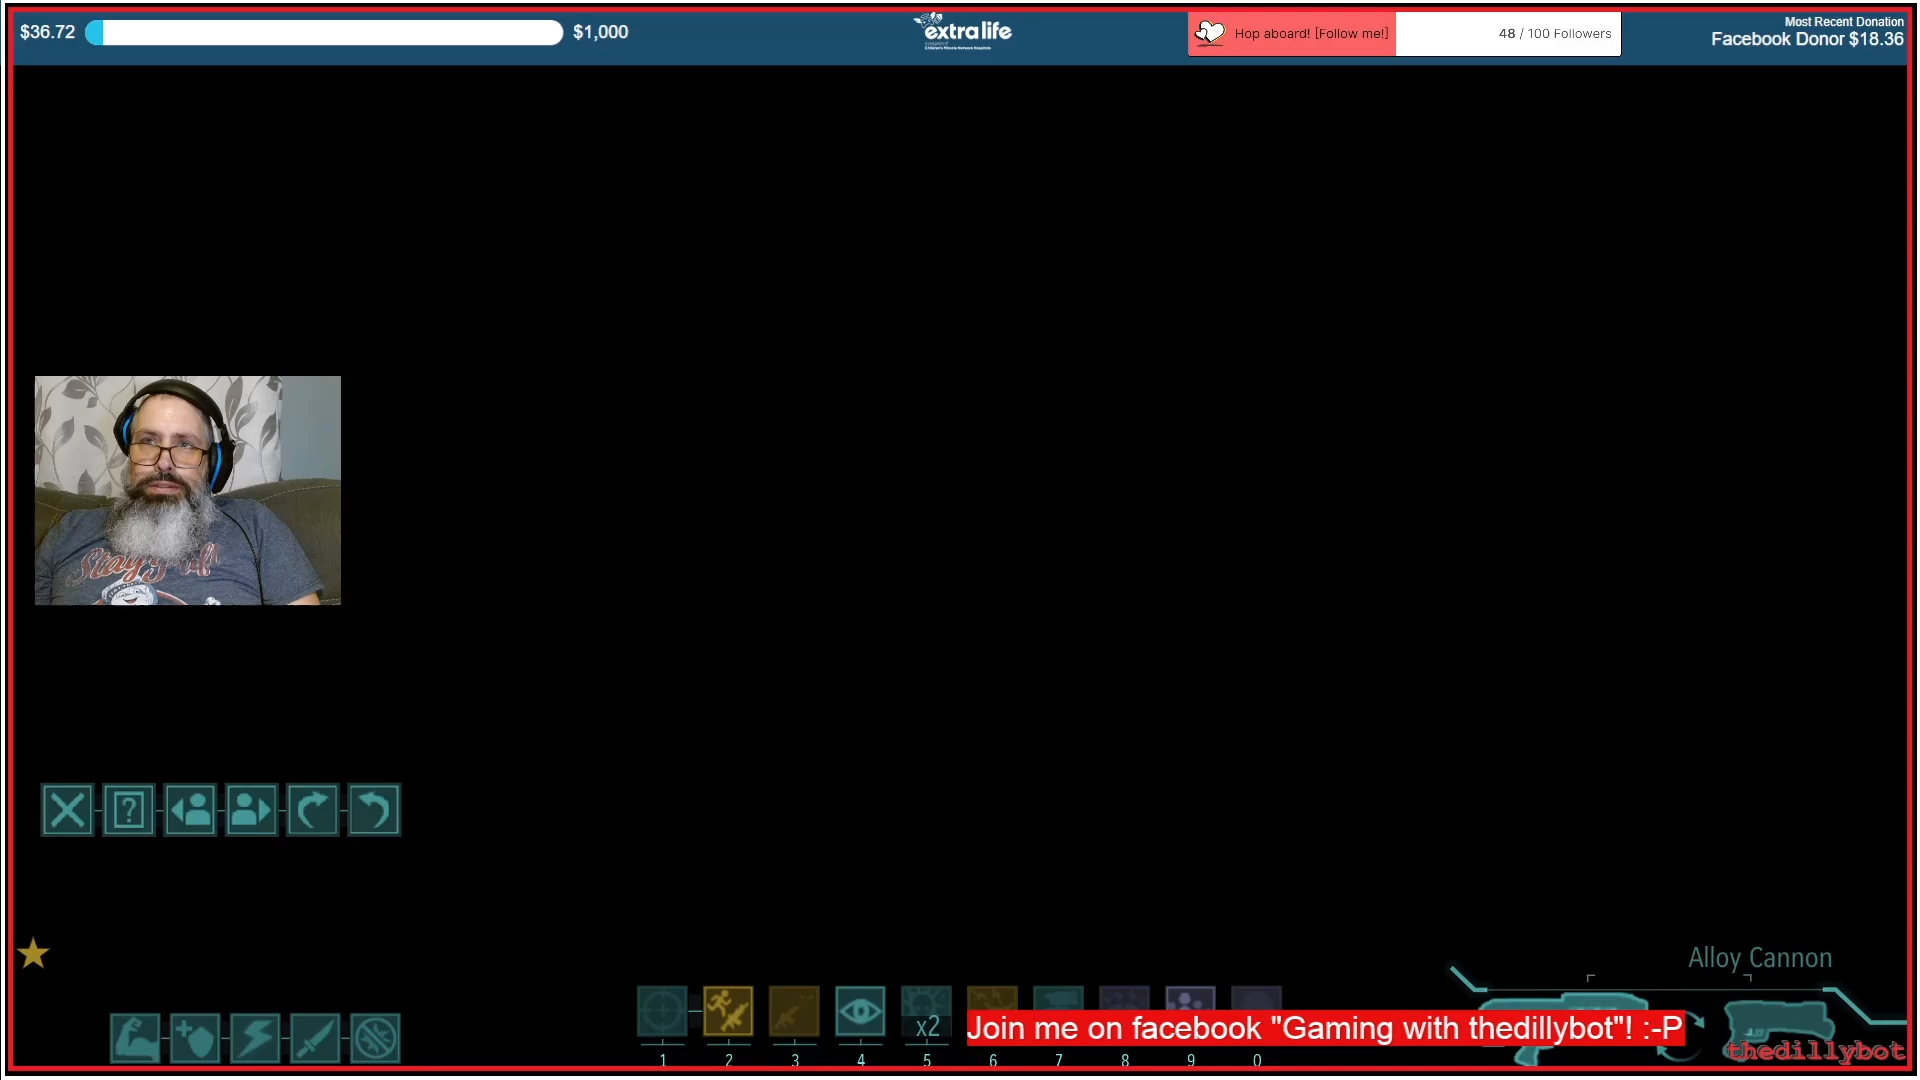 $36.72
$1,000
extralife
Hop aboard! [Follow me!]
48 / 100 Followers
Most Recent Donation
Facebook Donor $18.36
?
Alloy Cannon
x2
Join me on facebook "Gaming with thedillybot"! :-P
thedillybot
1 2 3 4 5 6 7 8 9 0